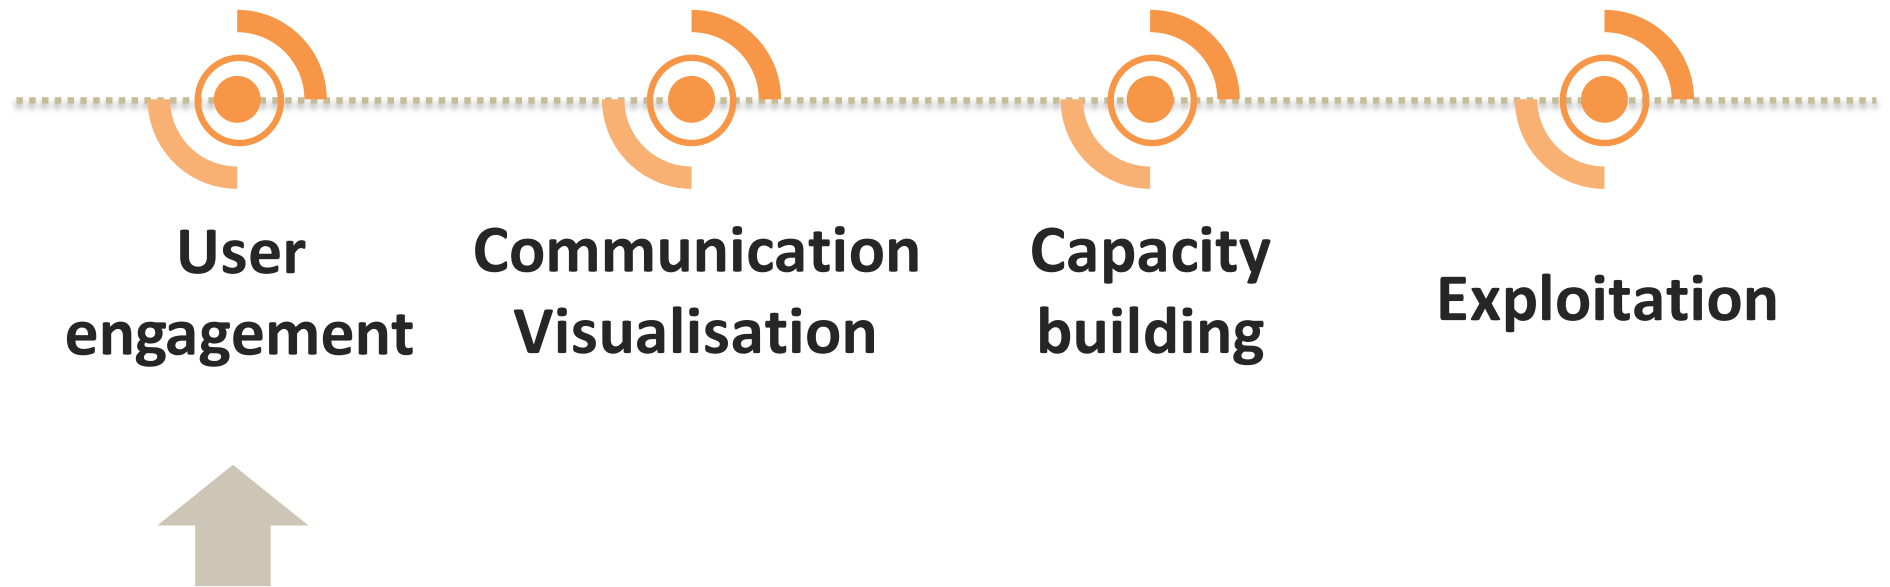 User
engagement
Communication
Visualisation
Capacity
building
Exploitation